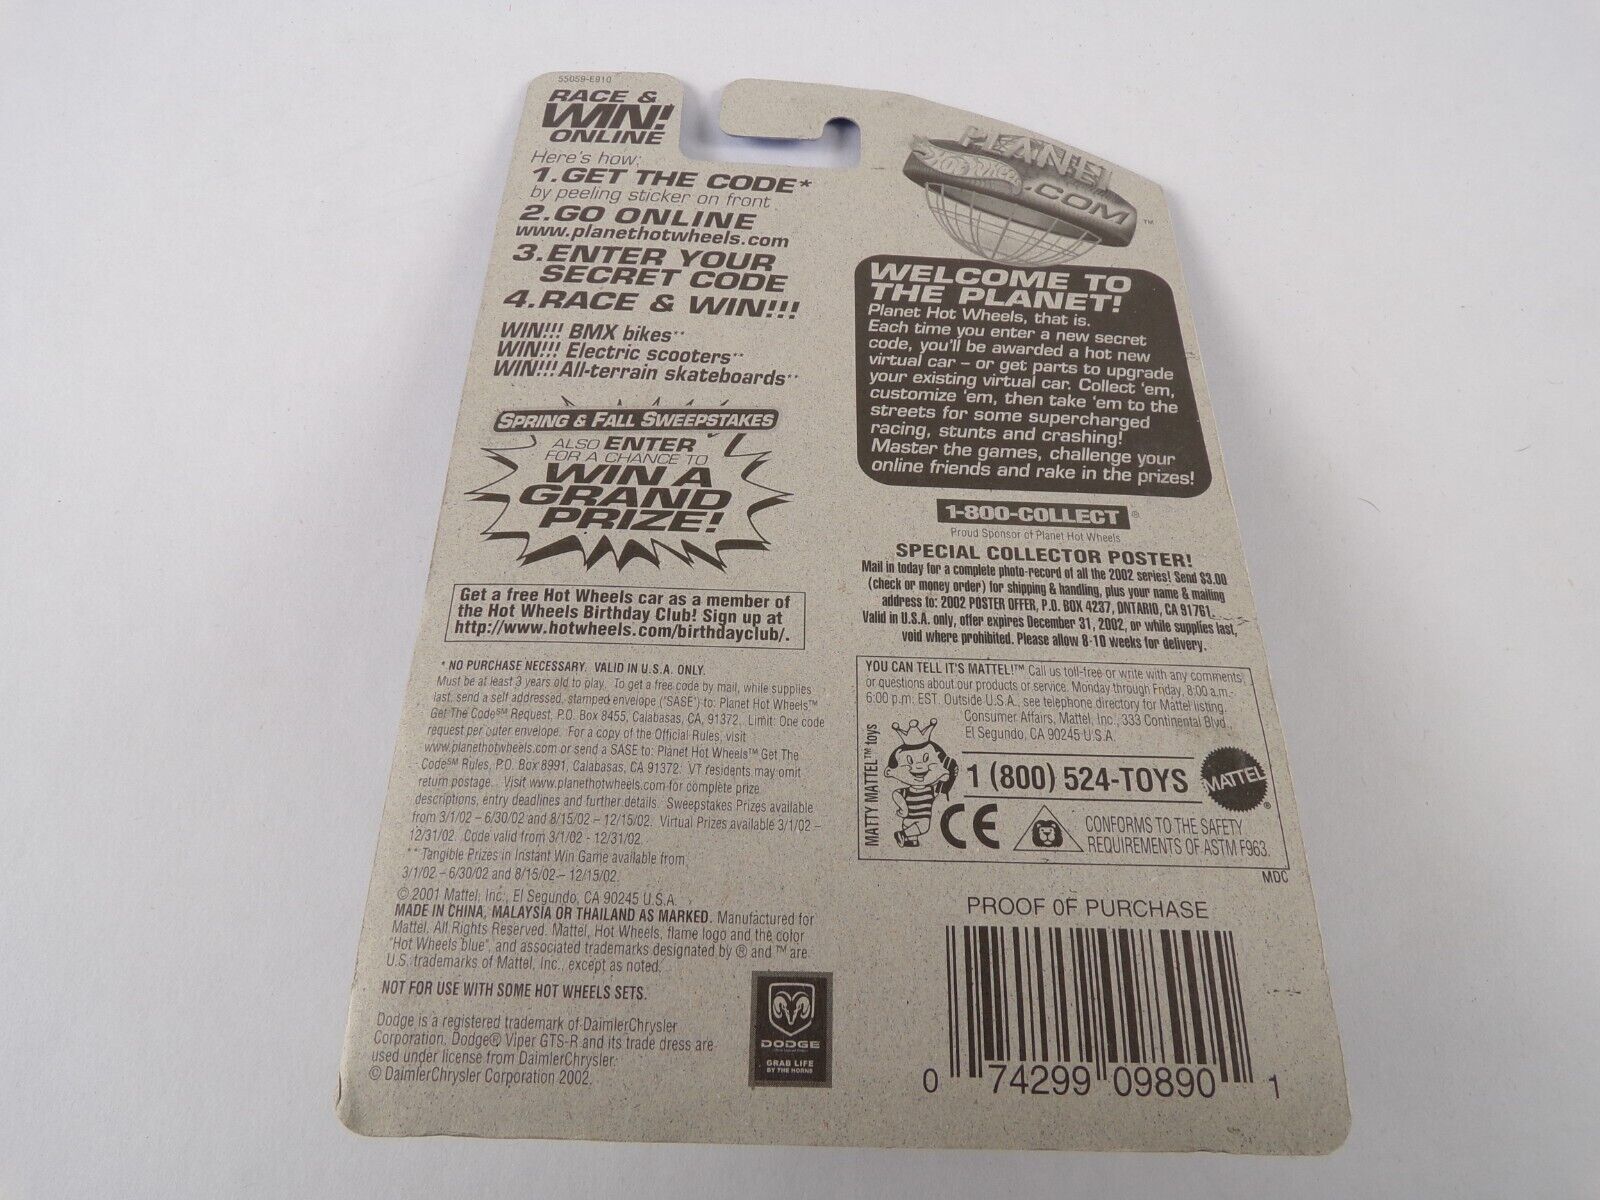 55059-E910
RACE &
WIN!
ONLINE
Here's how:
1.GET THE CODE*
by peeling sticker on front
2.GO ONLINE
www.planethotwheels.com
3.ENTER YOUR
SECRET CODE
4.RACE & WIN!!!
WIN!!! BMX bikes**
WIN!!! Electric scooters**
WIN!!! All-terrain skateboards**
SPRING & FALL SWEEPSTAKES
ALSO ENTER
FOR A CHANCE TO
WIN A
GRAND
PRIZE!
Get a free Hot Wheels car as a member of
the Hot Wheels Birthday Club! Sign up at
http://www.hotwheels.com/birthdayclub/.
* NO PURCHASE NECESSARY. VALID IN U.S.A. ONLY.
Must be at least 3 years old to play. To get a free code by mail, while supplies
last, send a self addressed, stamped envelope ("SASE") to: Planet Hot Wheels™
Get The Code℠ Request, P.O. Box 8455, Calabasas, CA, 91372. Limit: One code
request per outer envelope. For a copy of the Official Rules, visit
www.planethotwheels.com or send a SASE to: Planet Hot Wheels™ Get The
Code℠ Rules, P.O. Box 8991, Calabasas, CA 91372. VT residents may omit
return postage. Visit www.planethotwheels.com for complete prize
descriptions, entry deadlines and further details. Sweepstakes Prizes available
from 3/1/02 – 6/30/02 and 8/15/02 – 12/15/02. Virtual Prizes available 3/1/02 –
12/31/02. Code valid from 3/1/02 - 12/31/02.
** Tangible Prizes in Instant Win Game available from
3/1/02 – 6/30/02 and 8/15/02 – 12/15/02.
© 2001 Mattel, Inc., El Segundo, CA 90245 U.S.A.
MADE IN CHINA, MALAYSIA OR THAILAND AS MARKED. Manufactured for
Mattel. All Rights Reserved. Mattel, Hot Wheels, flame logo and the color
"Hot Wheels blue", and associated trademarks designated by ® and ™ are
U.S. trademarks of Mattel, Inc., except as noted.
NOT FOR USE WITH SOME HOT WHEELS SETS.
Dodge is a registered trademark of DaimlerChrysler
Corporation. Dodge® Viper GTS-R and its trade dress are
used under license from DaimlerChrysler.
© DaimlerChrysler Corporation 2002.
DODGE
GRAB LIFE
BY THE HORNS
PLANET
Hot Wheels
.COM™
WELCOME TO
THE PLANET!
Planet Hot Wheels, that is.
Each time you enter a new secret
code, you'll be awarded a hot new
virtual car – or get parts to upgrade
your existing virtual car. Collect 'em,
customize 'em, then take 'em to the
streets for some supercharged
racing, stunts and crashing!
Master the games, challenge your
online friends and rake in the prizes!
1-800-COLLECT®
Proud Sponsor of Planet Hot Wheels
SPECIAL COLLECTOR POSTER!
Mail in today for a complete photo-record of all the 2002 series! Send $3.00
(check or money order) for shipping & handling, plus your name & mailing
address to: 2002 POSTER OFFER, P.O. BOX 4237, ONTARIO, CA 91761.
Valid in U.S.A. only, offer expires December 31, 2002, or while supplies last,
void where prohibited. Please allow 8-10 weeks for delivery.
YOU CAN TELL IT'S MATTEL!™ Call us toll-free or write with any comments
or questions about our products or service. Monday through Friday, 8:00 a.m.-
6:00 p.m. EST. Outside U.S.A., see telephone directory for Mattel listing.
Consumer Affairs, Mattel, Inc., 333 Continental Blvd.,
El Segundo, CA 90245 U.S.A.
MATTY MATTEL™ toys
1 (800) 524-TOYS
MATTEL®
CE
CONFORMS TO THE SAFETY
REQUIREMENTS OF ASTM F963.
MDC
PROOF OF PURCHASE
0 74299 09890 1